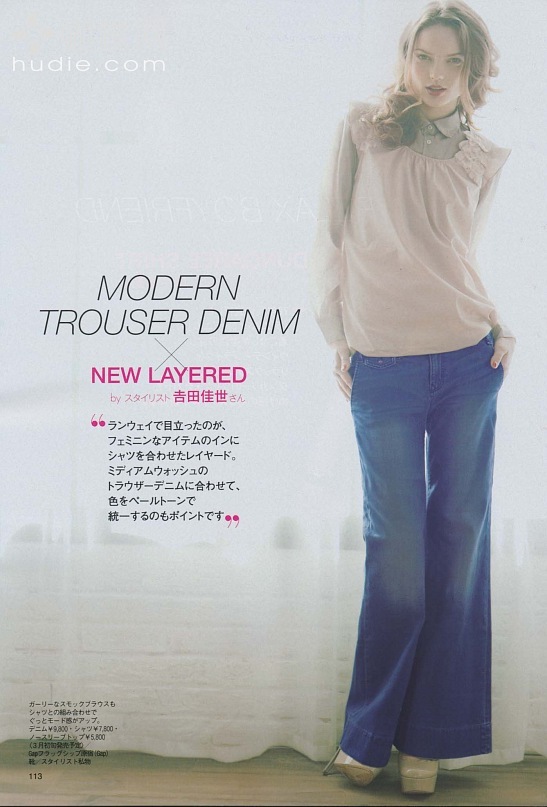 hudie.com
MODERN
TROUSER DENIM
×
NEW LAYERED
by スタイリスト 吉田佳世さん
❝ランウェイで目立ったのが、
フェミニンなアイテムのインに
シャツを合わせたレイヤード。
ミディアムウォッシュの
トラウザーデニムに合わせて、
色をペールトーンで
統一するのもポイントです❞
ガーリーなスモックブラウスも
シャツとの組み合わせで
ぐっとモード感がアップ。
デニム¥9,800・シャツ¥7,800・
ノースリーブトップ¥5,800
(3月初旬発売予定)/
Gapフラッグシップ原宿(Gap)
靴/スタイリスト私物
113